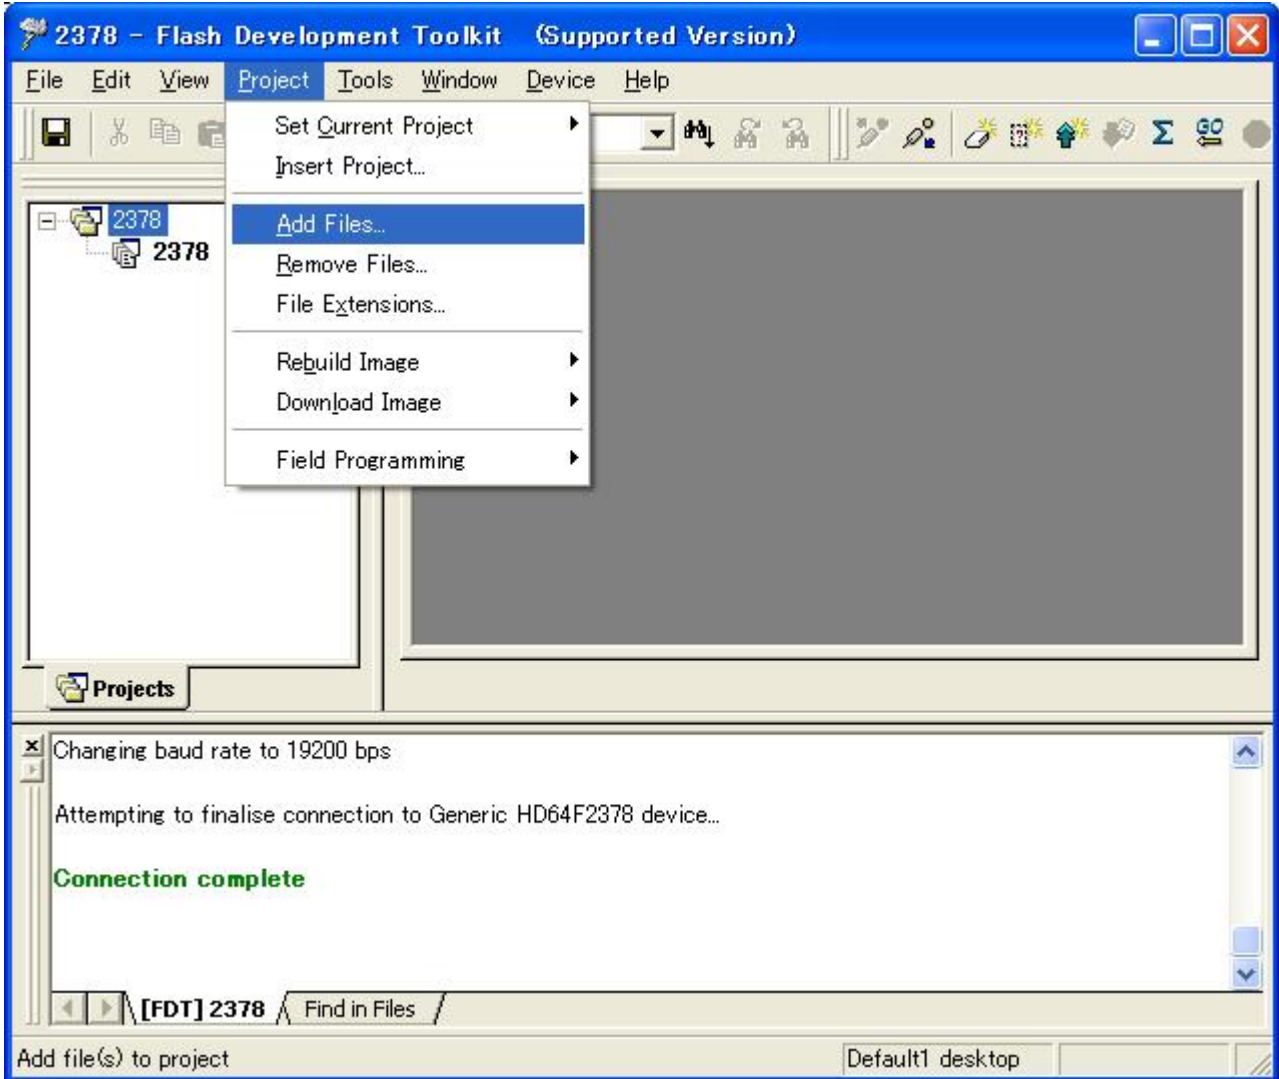 2378 - Flash Development Toolkit (Supported Version)
File Edit View Project Tools Window Device Help
Set Current Project
Insert Project...
Add Files...
Remove Files...
File Extensions...
Rebuild Image
Download Image
Field Programming
GO
2378
2378
Projects
Changing baud rate to 19200 bps
Attempting to finalise connection to Generic HD64F2378 device...
Connection complete
[FDT] 2378 Find in Files
Add file(s) to project Default1 desktop